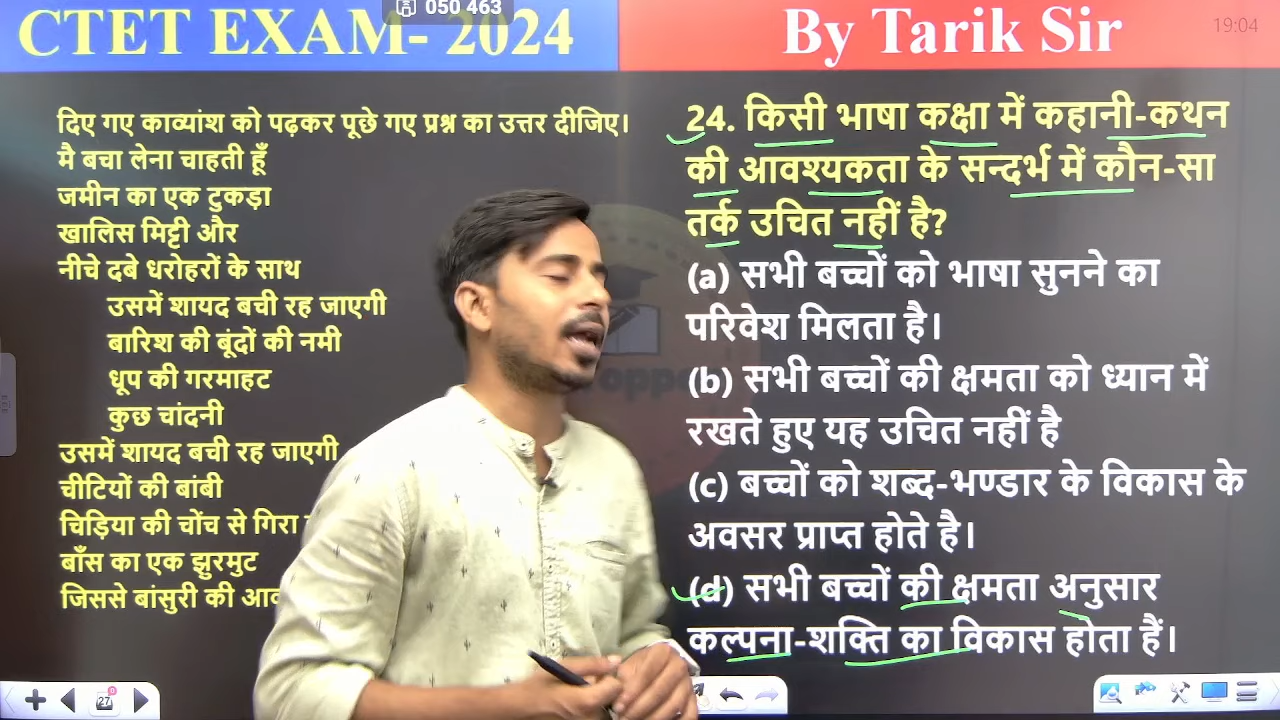 CTET EXAM- 2024
050 463
By Tarik Sir
19:04
दिए गए काव्यांश को पढ़कर पूछे गए प्रश्न का उत्तर दीजिए।
मै बचा लेना चाहती हूँ
जमीन का एक टुकड़ा
खालिस मिट्टी और
नीचे दबे धरोहरों के साथ
उसमें शायद बची रह जाएगी
बारिश की बूंदों की नमी
धूप की गरमाहट
कुछ चांदनी
उसमें शायद बची रह जाएगी
चीटियों की बांबी
चिड़िया की चोंच से गिरा
बाँस का एक झुरमुट
जिससे बांसुरी की
24. किसी भाषा कक्षा में कहानी-कथन
की आवश्यकता के सन्दर्भ में कौन-सा
तर्क उचित नहीं है?
(a) सभी बच्चों को भाषा सुनने का
परिवेश मिलता है।
(b) सभी बच्चों की क्षमता को ध्यान में
रखते हुए यह उचित नहीं है
(c) बच्चों को शब्द-भण्डार के विकास के
अवसर प्राप्त होते है।
(d) सभी बच्चों की क्षमता अनुसार
कल्पना-शक्ति का विकास होता हैं।
27